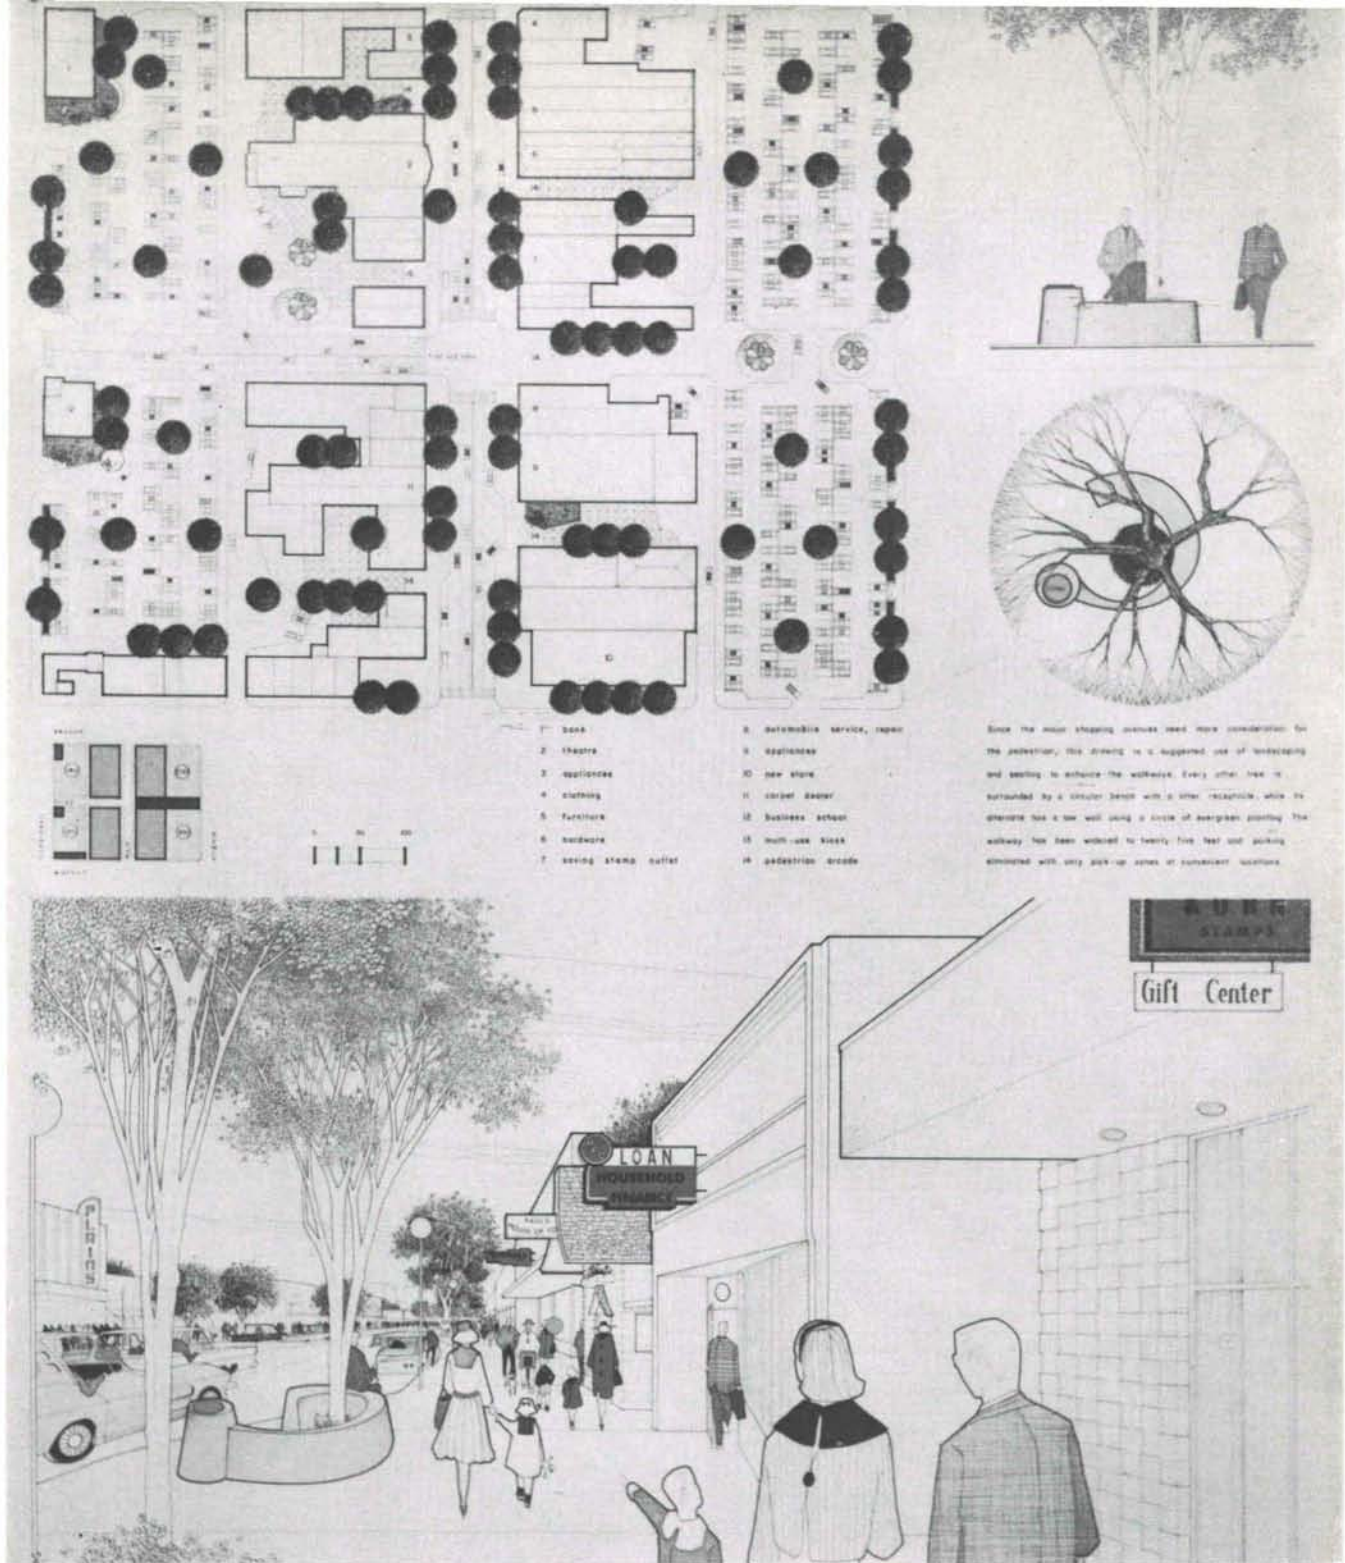 1 bank
2 theatre
3 appliances
4 clothing
5 furniture
6 hardware
7 saving stamp outlet
8 automobile service, repair
9 appliances
10 new store
11 carpet dealer
12 business school
13 multi-use kiosk
14 pedestrian arcade
Since the major shopping avenues need more consideration for
the pedestrian, this drawing is a suggested use of landscaping
and seating to enhance the walkways. Every other tree is
surrounded by a circular bench with a litter receptacle, while its
alternate has a low wall using a circle of evergreen planting. The
walkway has been widened to twenty five feet and parking
eliminated with only pick-up zones at convenient locations.
STAMPS
Gift Center
LOAN
HOUSEHOLD
FINANCE
PLAINS